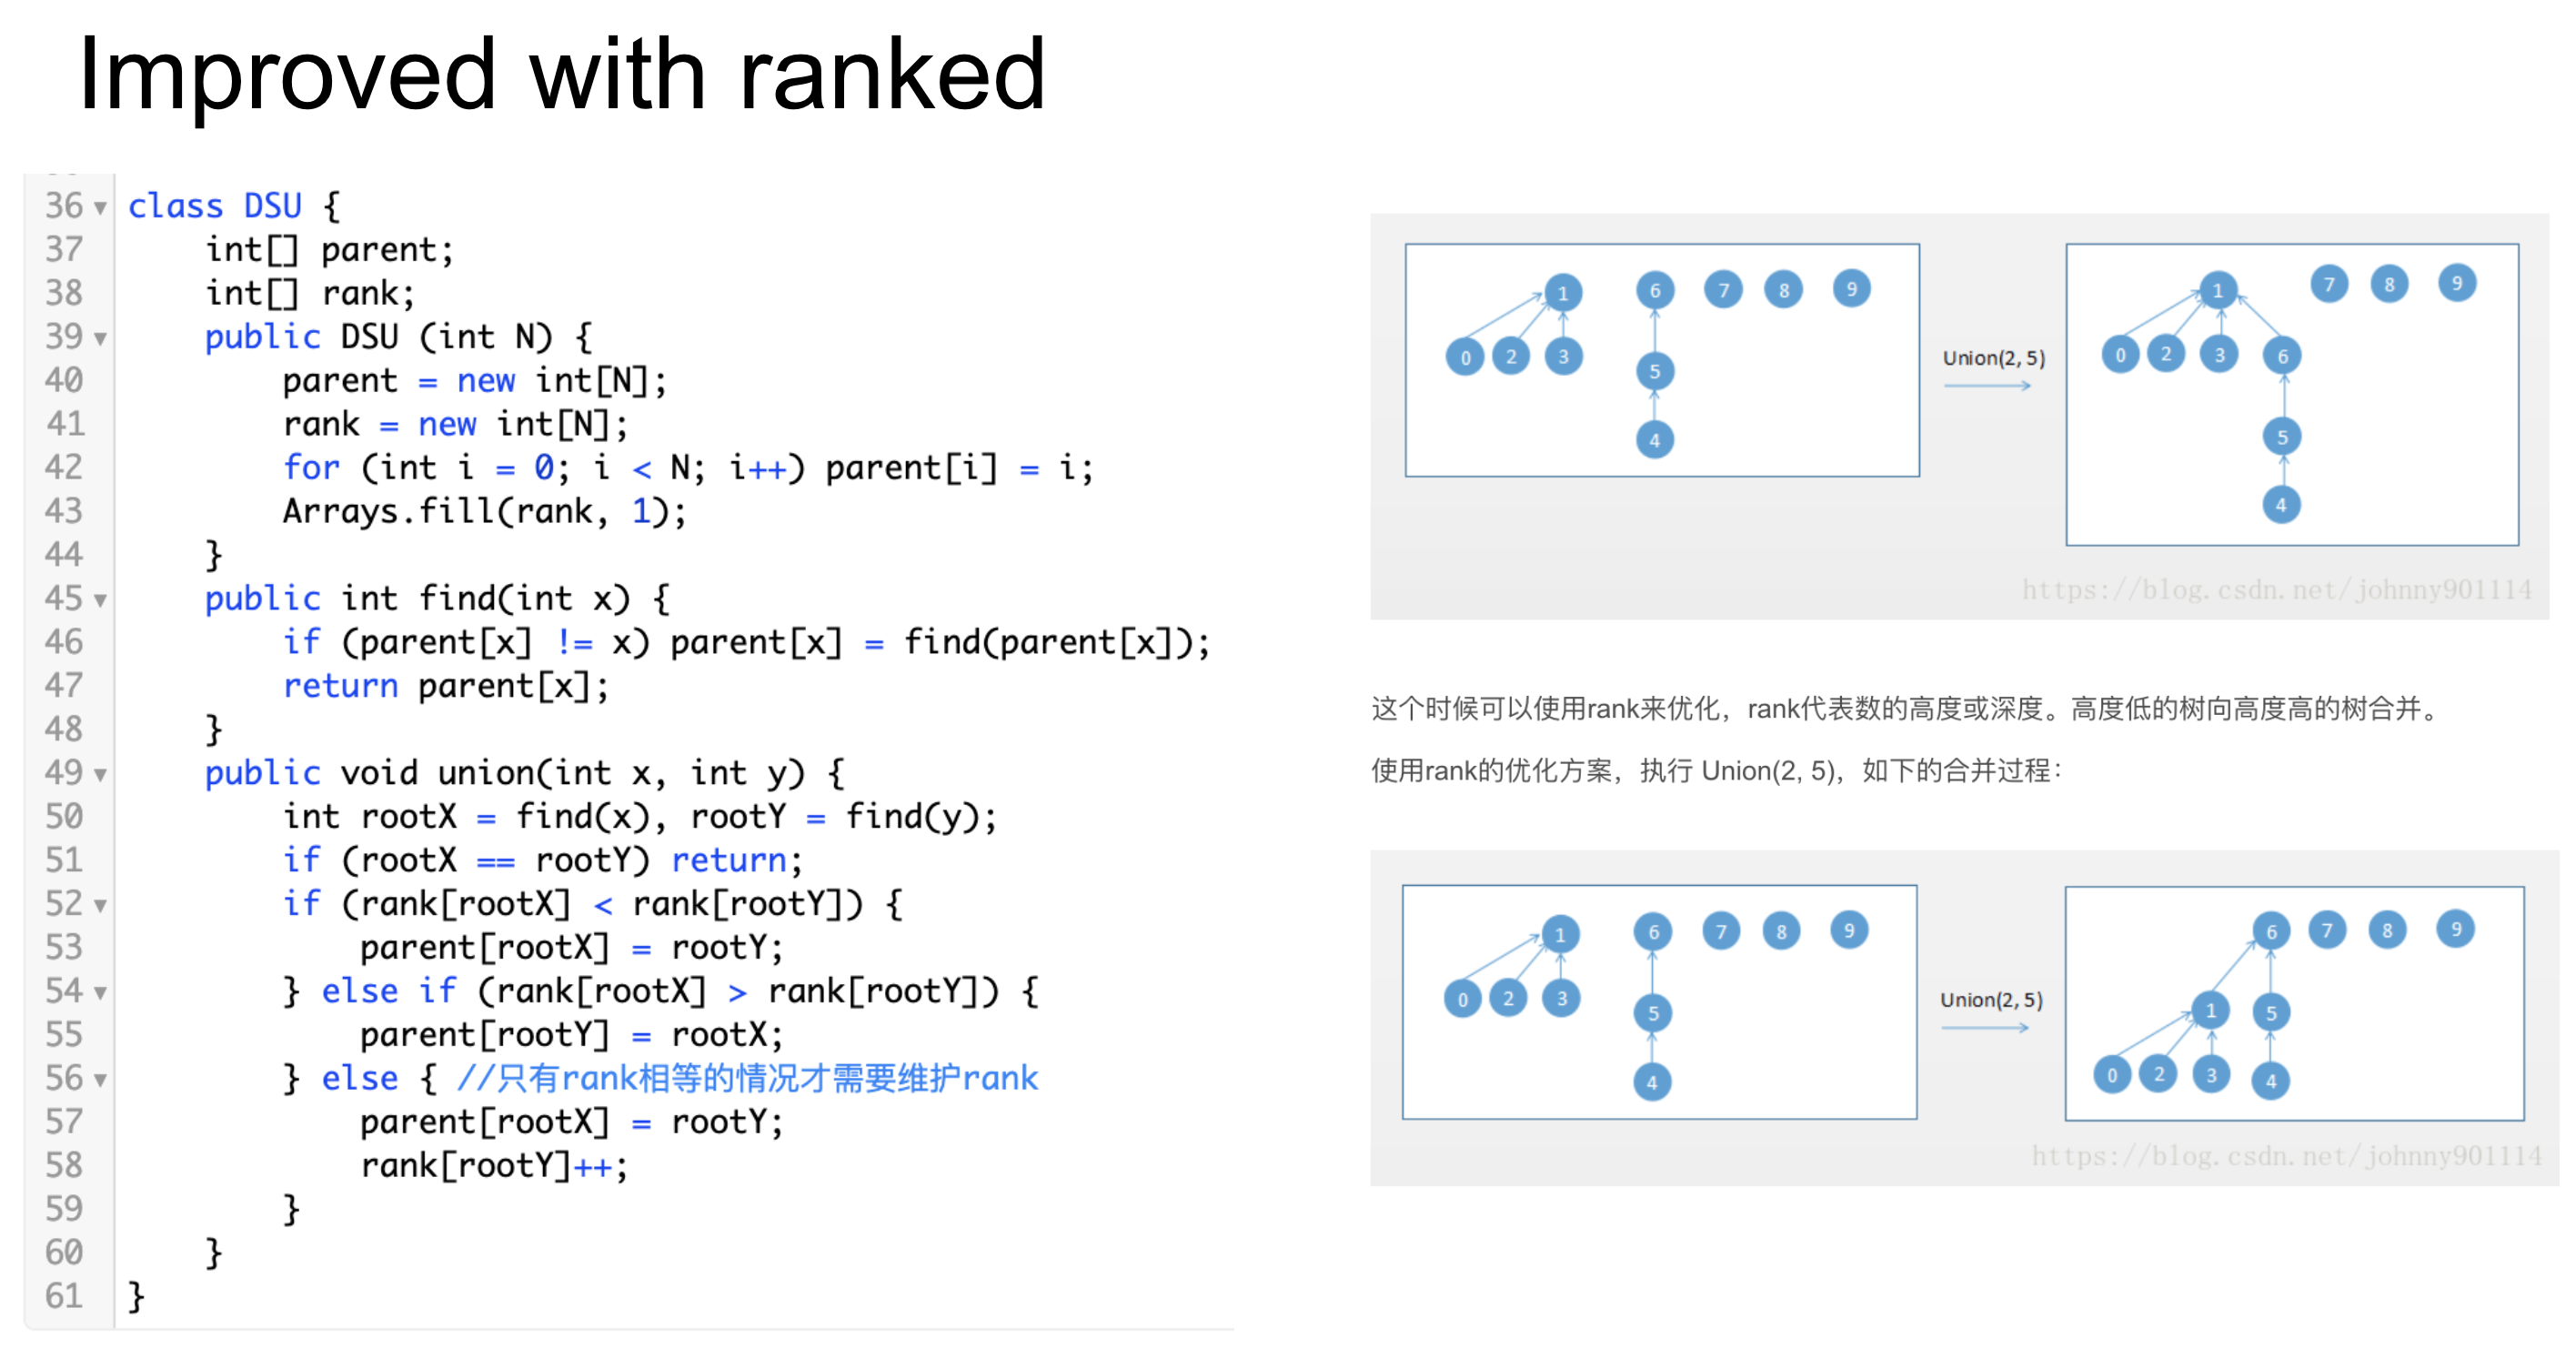 Improved with ranked
36 class DSU {
37 int[] parent;
38 int[] rank;
39 public DSU (int N) {
40 parent = new int[N];
41 rank = new int[N];
42 for (int i = 0; i < N; i++) parent[i] = i;
43 Arrays.fill(rank, 1);
44 }
45 public int find(int x) {
46 if (parent[x] != x) parent[x] = find(parent[x]);
47 return parent[x];
48 }
49 public void union(int x, int y) {
50 int rootX = find(x), rootY = find(y);
51 if (rootX == rootY) return;
52 if (rank[rootX] < rank[rootY]) {
53 parent[rootX] = rootY;
54 } else if (rank[rootX] > rank[rootY]) {
55 parent[rootY] = rootX;
56 } else { //只有rank相等的情况才需要维护rank
57 parent[rootX] = rootY;
58 rank[rootY]++;
59 }
60 }
61 }
1 6 7 8 9
0 2 3 5
4
Union(2, 5)
1 7 8 9
0 2 3 6
5
4
https://blog.csdn.net/johnny901114
这个时候可以使用rank来优化，rank代表数的高度或深度。高度低的树向高度高的树合并。
使用rank的优化方案，执行 Union(2, 5)，如下的合并过程：
1 6 7 8 9
0 2 3 5
4
Union(2, 5)
6 7 8 9
1 5
0 2 3 4
https://blog.csdn.net/johnny901114